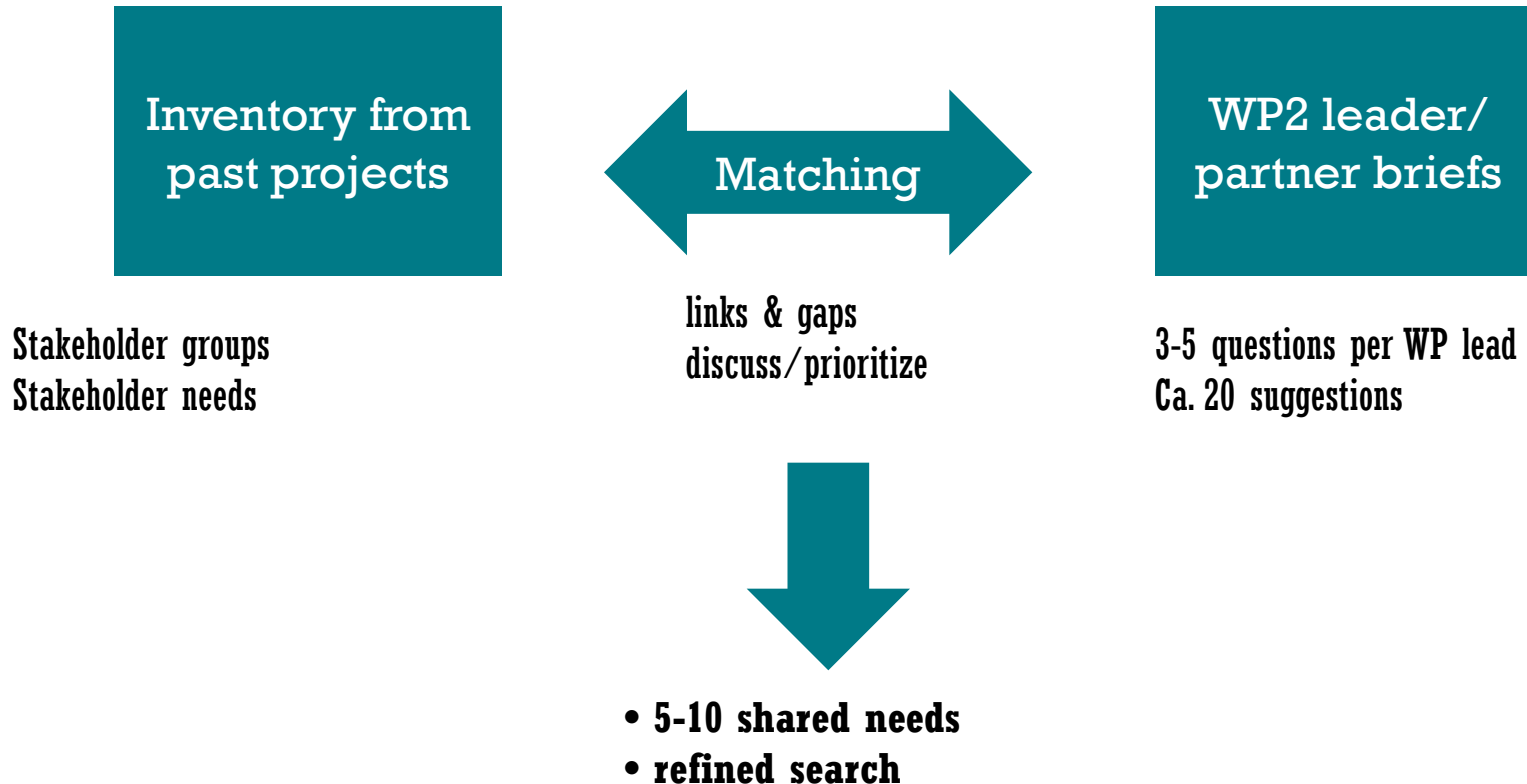 Inventory from
past projects
Matching
WP2 leader/
partner briefs
Stakeholder groups
Stakeholder needs
links & gaps
discuss/prioritize
3-5 questions per WP lead
Ca. 20 suggestions
• 5-10 shared needs
• refined search